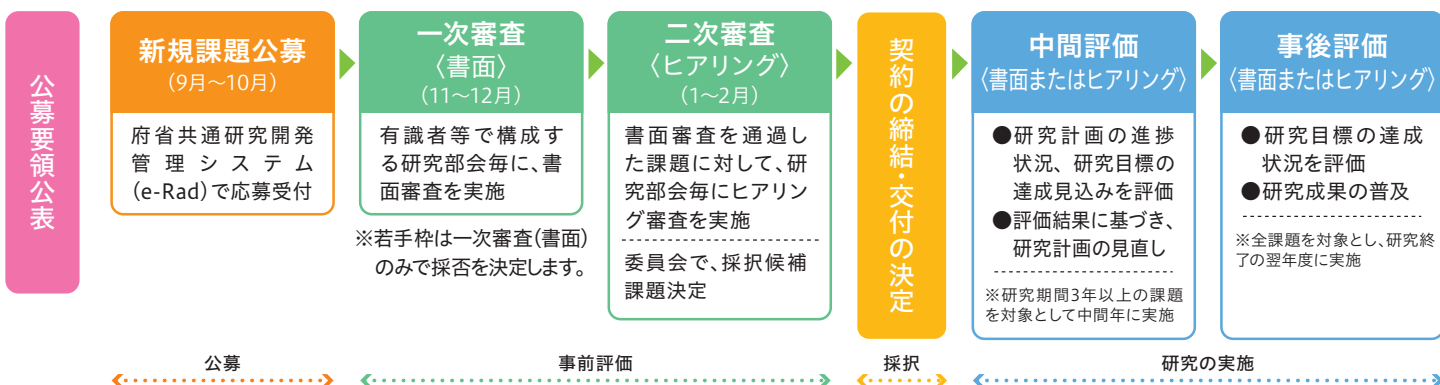 公募要領公表
新規課題公募
(9月～10月)
府省共通研究開発
管理システム
(e-Rad)で応募受付
一次審査
〈書面〉
(11～12月)
有識者等で構成す
る研究部会毎に、書
面審査を実施
※若手枠は一次審査(書面)
のみで採否を決定します。
二次審査
〈ヒアリング〉
(1～2月)
書面審査を通過し
た課題に対して、研
究部会毎にヒアリン
グ審査を実施
委員会で、採択候補
課題決定
契約の締結・交付の決定
中間評価
〈書面またはヒアリング〉
●研究計画の進捗
状況、研究目標の
達成見込みを評価
●評価結果に基づき、
研究計画の見直し
※研究期間3年以上の課題
を対象として中間年に実施
事後評価
〈書面またはヒアリング〉
●研究目標の達成
状況を評価
●研究成果の普及
※全課題を対象とし、研究終
了の翌年度に実施
公募
事前評価
採択
研究の実施